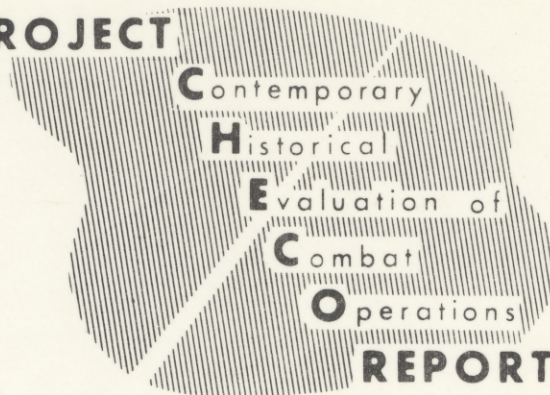 ROJECT
Contemporary
Historical
Evaluation of
Combat
Operations
REPORT